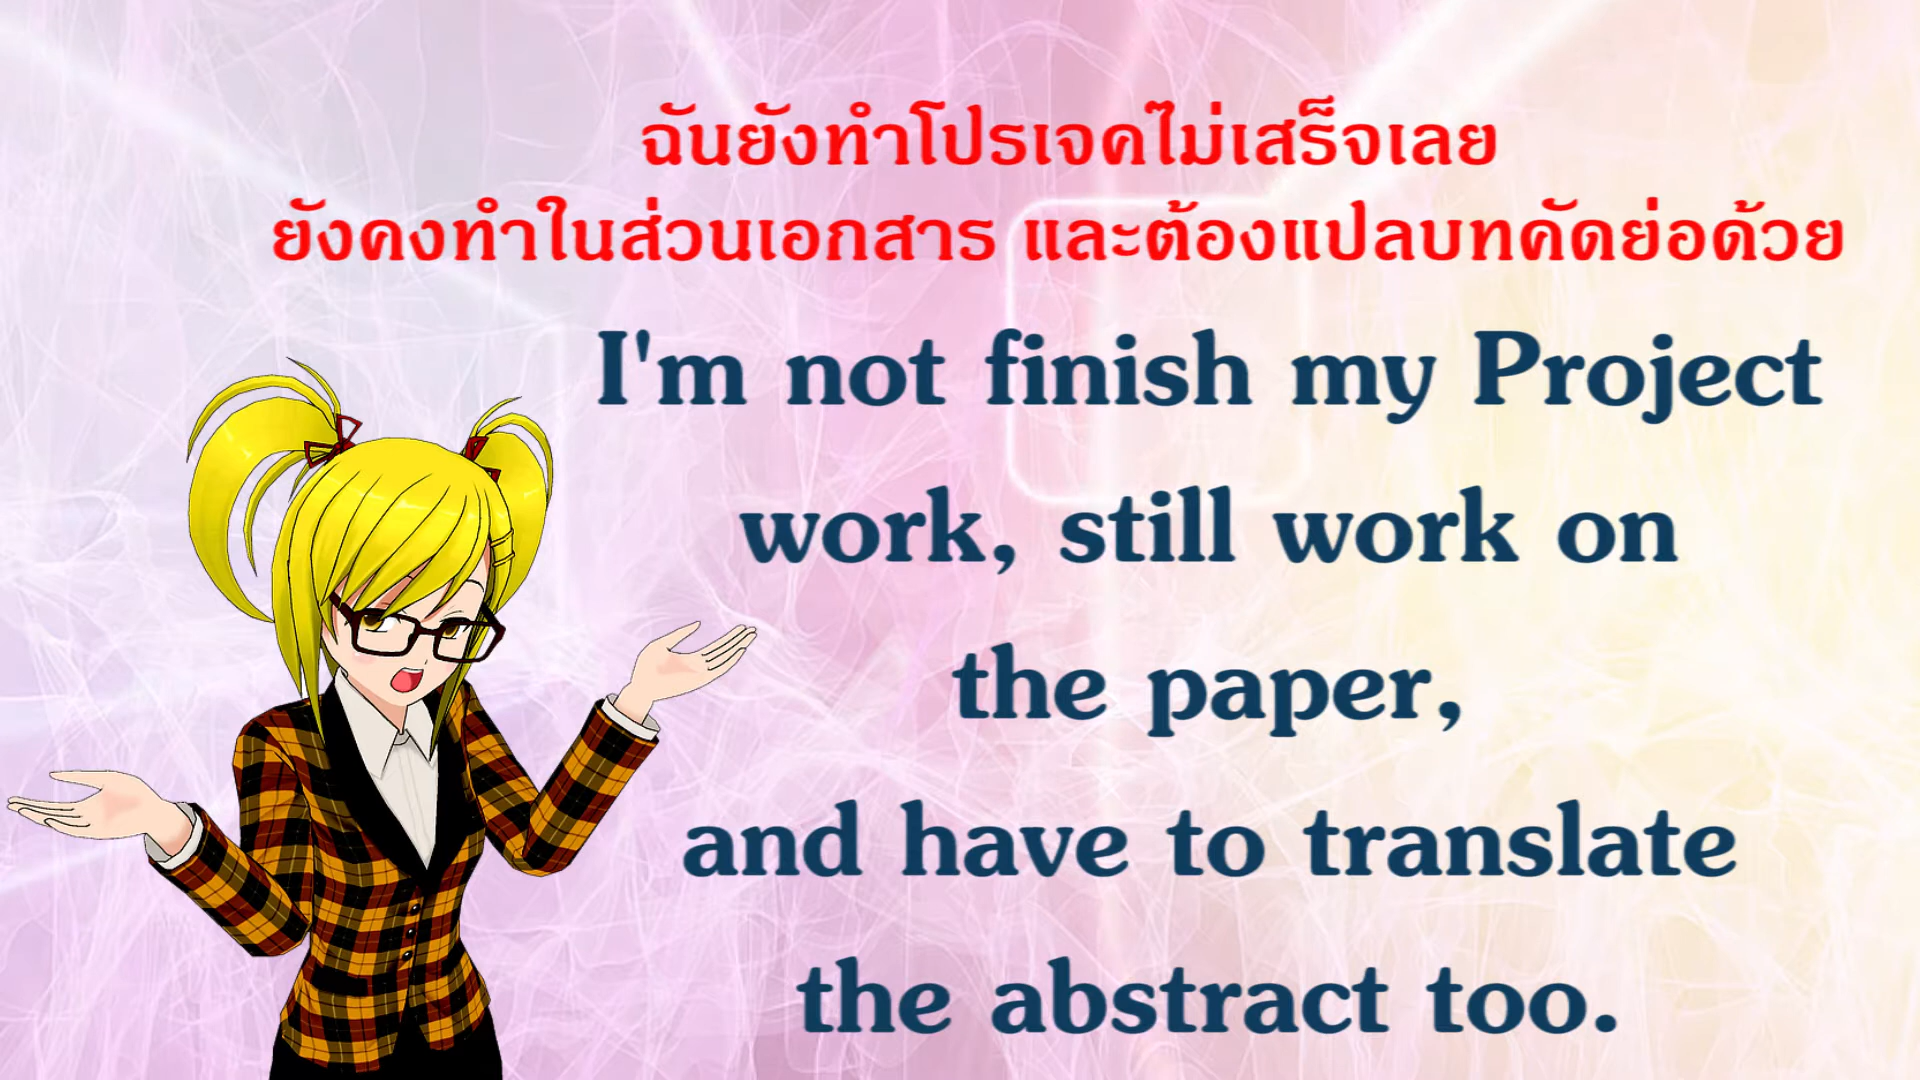 ฉันยังทำโปรเจคไม่เสร็จเลย
ยังคงทำในส่วนเอกสาร และต้องแปลบทคัดย่อด้วย
I'm not finish my Project
work, still work on
the paper,
and have to translate
the abstract too.